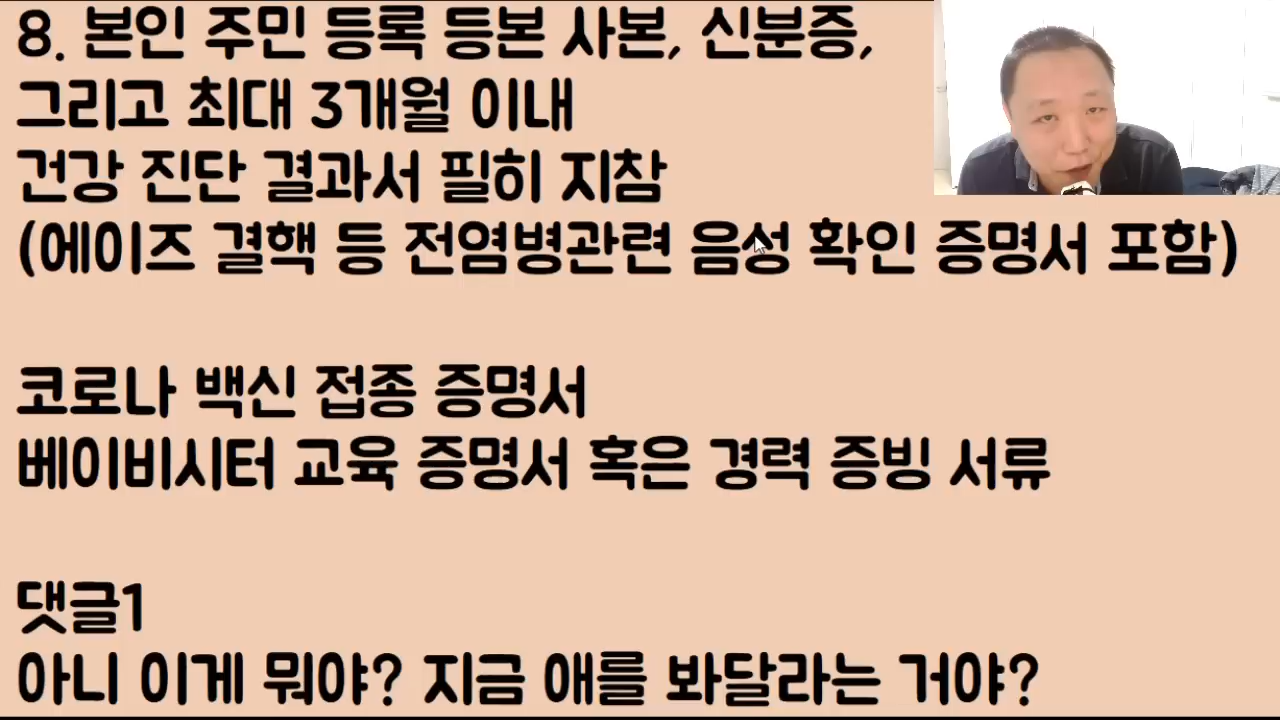 8. 본인 주민 등록 등본 사본, 신분증,
그리고 최대 3개월 이내
건강 진단 결과서 필히 지참
(에이즈 결핵 등 전염병관련 음성 확인 증명서 포함)
코로나 백신 접종 증명서
베이비시터 교육 증명서 혹은 경력 증빙 서류
댓글1
아니 이게 뭐야? 지금 애를 봐달라는 거야?